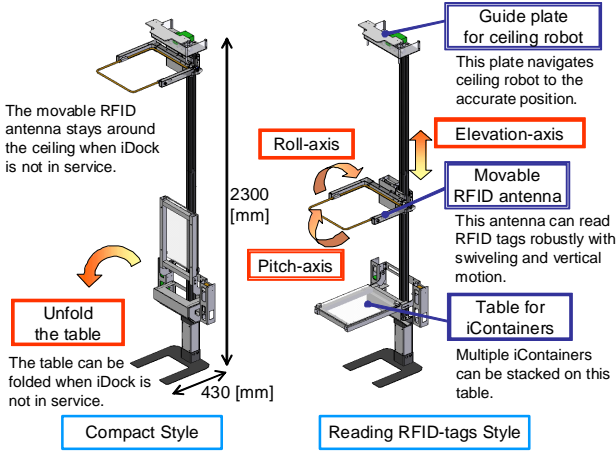 The movable RFID
antenna stays around
the ceiling when iDock
is not in service.
2300
[mm]
Unfold
the table
The table can be
folded when iDock is
not in service.
430 [mm]
Compact Style
Guide plate
for ceiling robot
This plate navigates
ceiling robot to the
accurate position.
Roll-axis
Elevation-axis
Movable
RFID antenna
This antenna can read
RFID tags robustly with
swiveling and vertical
motion.
Pitch-axis
Table for
iContainers
Multiple iContainers
can be stacked on this
table.
Reading RFID-tags Style